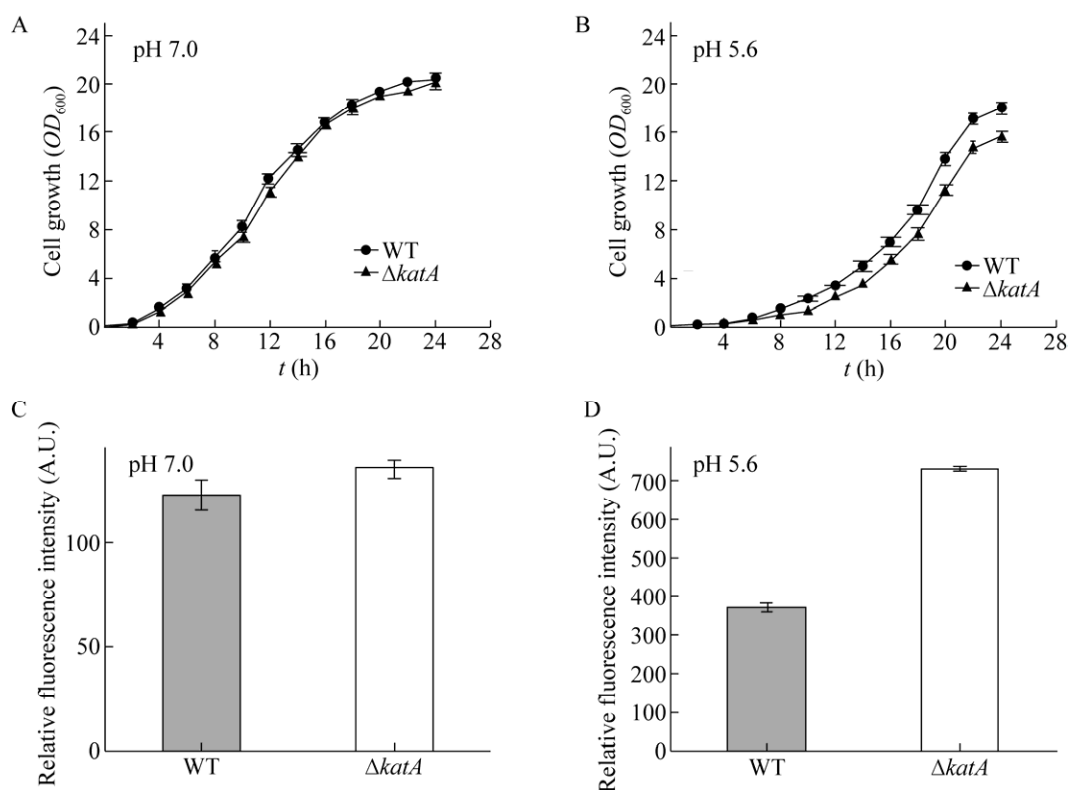 A
pH 7.0
Cell growth (OD600)
24
20
16
12
8
4
0
4 8 12 16 20 24 28
t (h)
WT
ΔkatA
B
pH 5.6
Cell growth (OD600)
24
20
16
12
8
4
0
4 8 12 16 20 24 28
t (h)
WT
ΔkatA
C
pH 7.0
Relative fluorescence intensity (A.U.)
100
50
0
WT ΔkatA
D
pH 5.6
Relative fluorescence intensity (A.U.)
700
600
500
400
300
200
100
0
WT ΔkatA